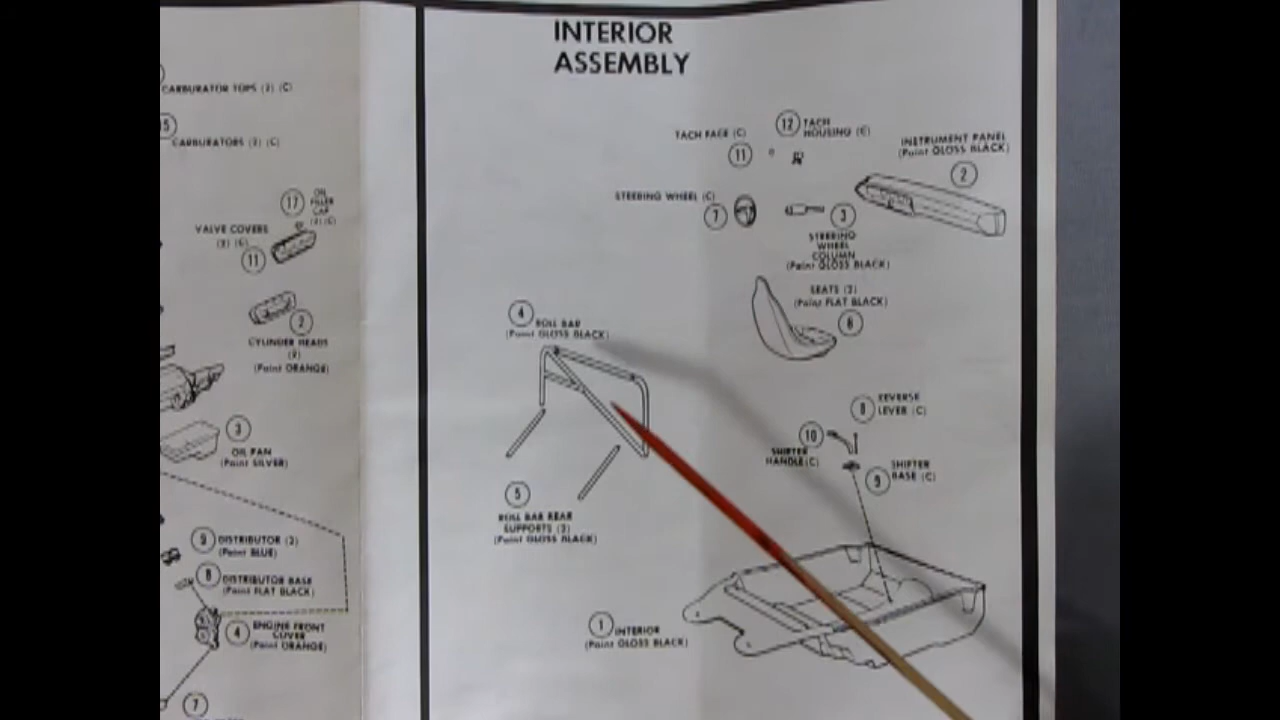 CARBURATOR TOPS (2) (C)
15
CARBURATORS (2) (C)
17
OIL
FILLER
CAP
(2) (C)
VALVE COVERS
(2) (C)
11
2
CYLINDER HEADS
(2)
(Paint ORANGE)
3
OIL PAN
(Paint SILVER)
9 DISTRIBUTOR (2)
(Paint BLUE)
8 DISTRIBUTOR BASE
(Paint FLAT BLACK)
4 ENGINE FRONT
COVER
(Paint ORANGE)
7
INTERIOR
ASSEMBLY
TACH FACE (C)
11
12 TACH
HOUSING (C)
INSTRUMENT PANEL
(Paint GLOSS BLACK)
2
STEERING WHEEL (C)
7
3
STEERING
WHEEL
COLUMN
(Paint GLOSS BLACK)
SEATS (2)
(Paint FLAT BLACK)
6
4
ROLL BAR
(Paint GLOSS BLACK)
8 REVERSE
LEVER (C)
10
SHIFTER
HANDLE (C)
9 SHIFTER
BASE (C)
5
ROLL BAR REAR
SUPPORTS (2)
(Paint GLOSS BLACK)
1 INTERIOR
(Paint GLOSS BLACK)